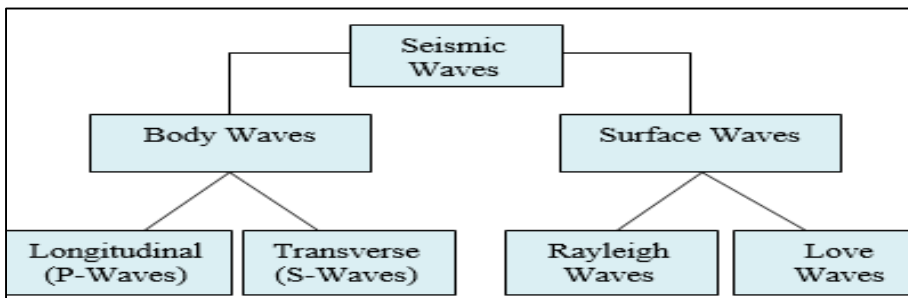 Seismic
Waves
Body Waves
Surface Waves
Longitudinal
(P-Waves)
Transverse
(S-Waves)
Rayleigh
Waves
Love
Waves